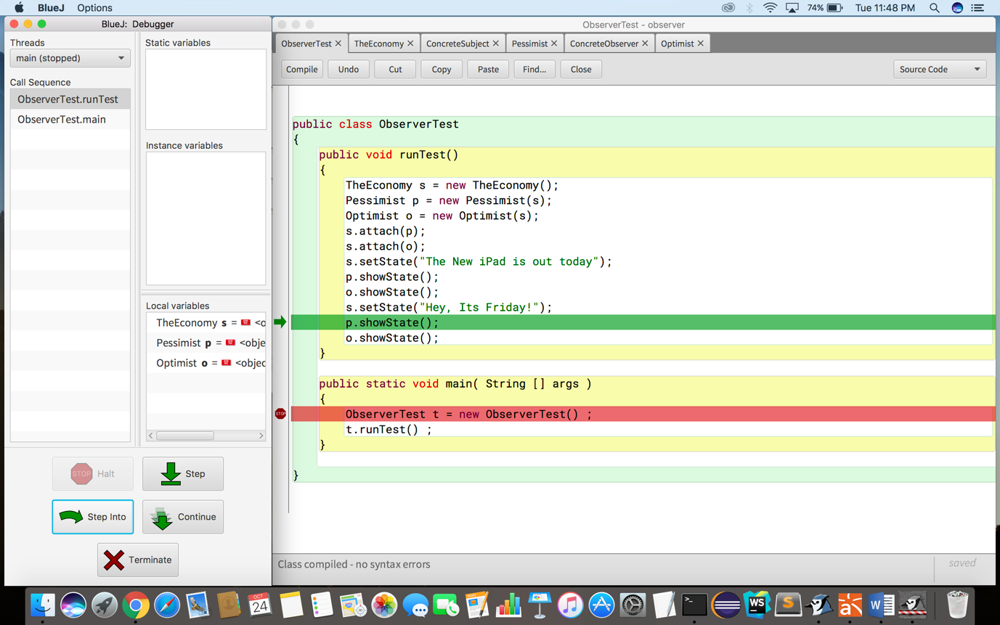 BlueJ Options 74% Tue 11:48 PM
BlueJ: Debugger
Threads
main (stopped)
Call Sequence
ObserverTest.runTest
ObserverTest.main
Static variables
Instance variables
Local variables
TheEconomy s = <o
Pessimist p = <obje
Optimist o = <objec
STOP Halt
Step
Step Into
Continue
Terminate
ObserverTest - observer
ObserverTest × TheEconomy × ConcreteSubject × Pessimist × ConcreteObserver × Optimist ×
Compile Undo Cut Copy Paste Find... Close Source Code
public class ObserverTest
{
public void runTest()
{
TheEconomy s = new TheEconomy();
Pessimist p = new Pessimist(s);
Optimist o = new Optimist(s);
s.attach(p);
s.attach(o);
s.setState("The New iPad is out today");
p.showState();
o.showState();
s.setState("Hey, Its Friday!");
p.showState();
o.showState();
}
public static void main( String [] args )
{
STOP ObserverTest t = new ObserverTest() ;
t.runTest() ;
}
}
Class compiled - no syntax errors
saved
OCT
24
WS
S
W